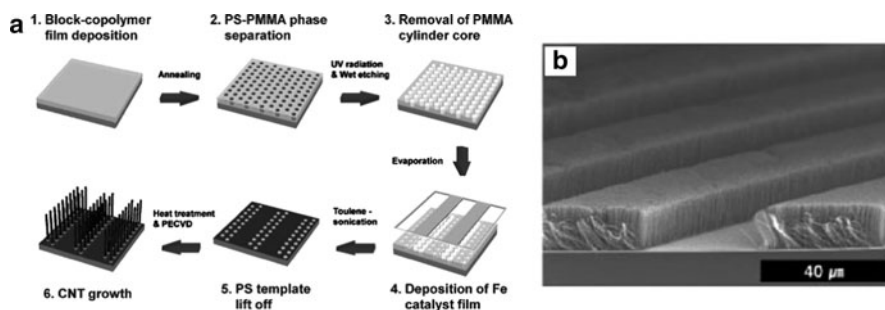 a
1. Block-copolymer
film deposition
Annealing
2. PS-PMMA phase
separation
UV radiation
& Wet etching
3. Removal of PMMA
cylinder core
Evaporation
4. Deposition of Fe
catalyst film
Toulene -
sonication
5. PS template
lift off
Heat treatment
& PECVD
6. CNT growth
b
40 μm